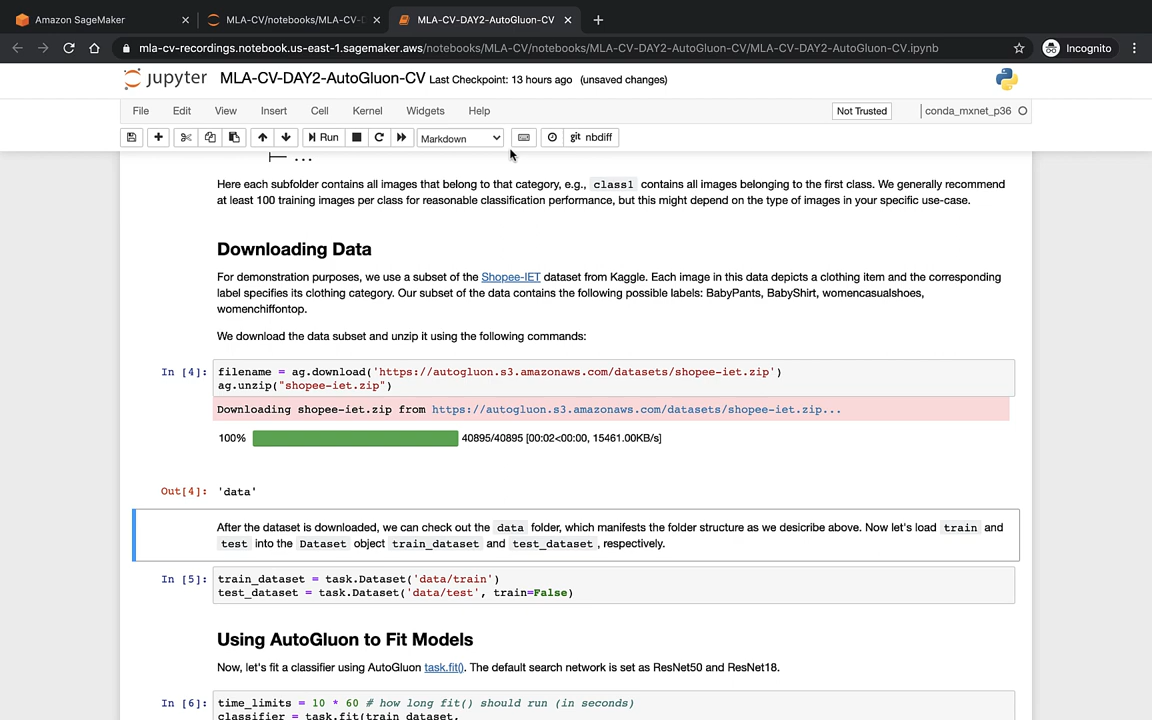 Amazon SageMaker
MLA-CV/notebooks/MLA-CV-D
MLA-CV-DAY2-AutoGluon-CV
mla-cv-recordings.notebook.us-east-1.sagemaker.aws/notebooks/MLA-CV/notebooks/MLA-CV-DAY2-AutoGluon-CV/MLA-CV-DAY2-AutoGluon-CV.ipynb
Incognito
jupyter MLA-CV-DAY2-AutoGluon-CV Last Checkpoint: 13 hours ago (unsaved changes)
File Edit View Insert Cell Kernel Widgets Help Not Trusted conda_mxnet_p36
Run Markdown git nbdiff
├── ...
Here each subfolder contains all images that belong to that category, e.g., class1 contains all images belonging to the first class. We generally recommend
at least 100 training images per class for reasonable classification performance, but this might depend on the type of images in your specific use-case.
Downloading Data
For demonstration purposes, we use a subset of the Shopee-IET dataset from Kaggle. Each image in this data depicts a clothing item and the corresponding
label specifies its clothing category. Our subset of the data contains the following possible labels: BabyPants, BabyShirt, womencasualshoes,
womenchiffontop.
We download the data subset and unzip it using the following commands:
In [4]: filename = ag.download('https://autogluon.s3.amazonaws.com/datasets/shopee-iet.zip')
ag.unzip("shopee-iet.zip")
Downloading shopee-iet.zip from https://autogluon.s3.amazonaws.com/datasets/shopee-iet.zip...
100% 40895/40895 [00:02<00:00, 15461.00KB/s]
Out[4]: 'data'
After the dataset is downloaded, we can check out the data folder, which manifests the folder structure as we desicribe above. Now let's load train and
test into the Dataset object train_dataset and test_dataset, respectively.
In [5]: train_dataset = task.Dataset('data/train')
test_dataset = task.Dataset('data/test', train=False)
Using AutoGluon to Fit Models
Now, let's fit a classifier using AutoGluon task.fit(). The default search network is set as ResNet50 and ResNet18.
In [6]: time_limits = 10 * 60 # how long fit() should run (in seconds)
classifier = task.fit(train_dataset,